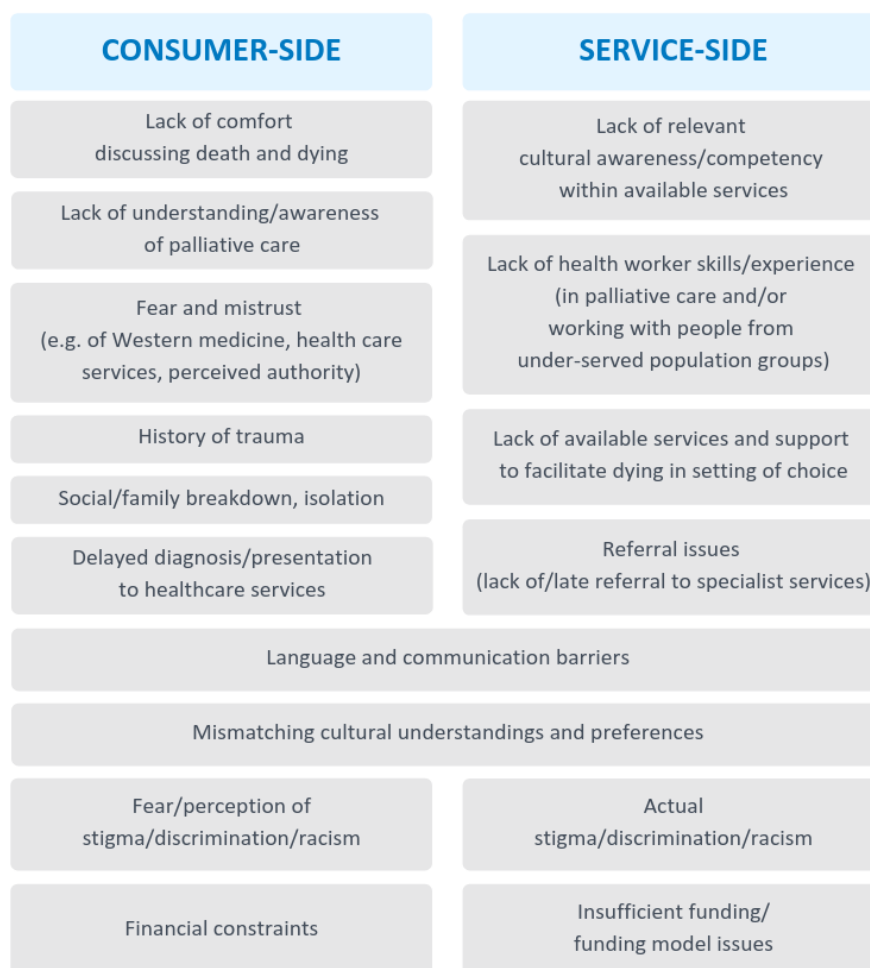 CONSUMER-SIDE
Lack of comfort
discussing death and dying
Lack of understanding/awareness
of palliative care
Fear and mistrust
(e.g. of Western medicine, health care
services, perceived authority)
History of trauma
Social/family breakdown, isolation
Delayed diagnosis/presentation
to healthcare services
SERVICE-SIDE
Lack of relevant
cultural awareness/competency
within available services
Lack of health worker skills/experience
(in palliative care and/or
working with people from
under-served population groups)
Lack of available services and support
to facilitate dying in setting of choice
Referral issues
(lack of/late referral to specialist services)
Language and communication barriers
Mismatching cultural understandings and preferences
Fear/perception of
stigma/discrimination/racism
Actual
stigma/discrimination/racism
Financial constraints
Insufficient funding/
funding model issues